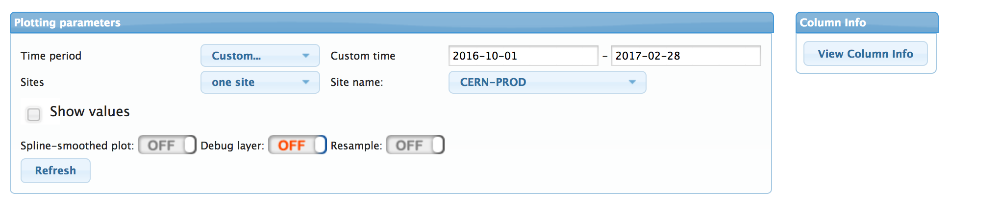 Plotting parameters
Column Info
Time period Custom... Custom time 2016-10-01 - 2017-02-28
View Column Info
Sites one site Site name: CERN-PROD
Show values
Spline-smoothed plot: OFF Debug layer: OFF Resample: OFF
Refresh